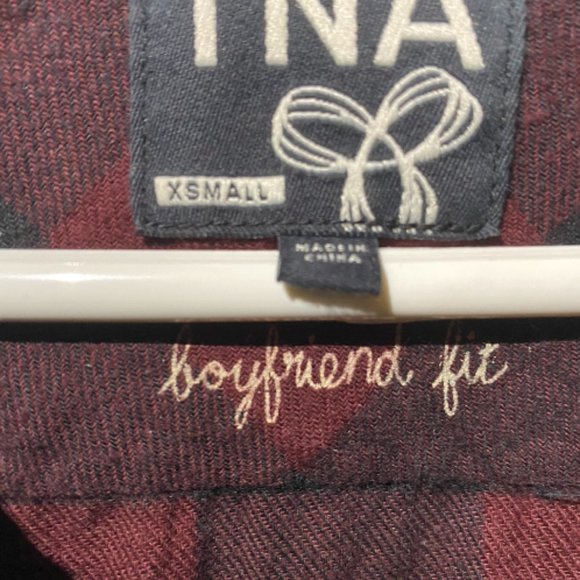 TNA
XSMALL
MADE IN
CHINA
boyfriend fit